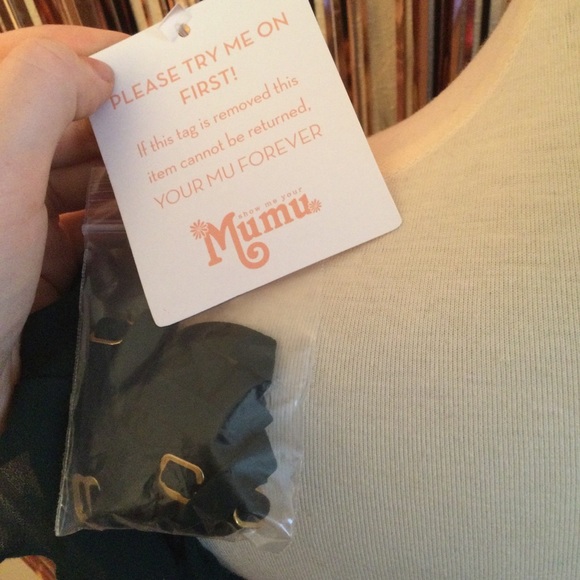 PLEASE TRY ME ON
FIRST!
If this tag is removed this
item cannot be returned,
YOUR MU FOREVER
show me your
Mumu